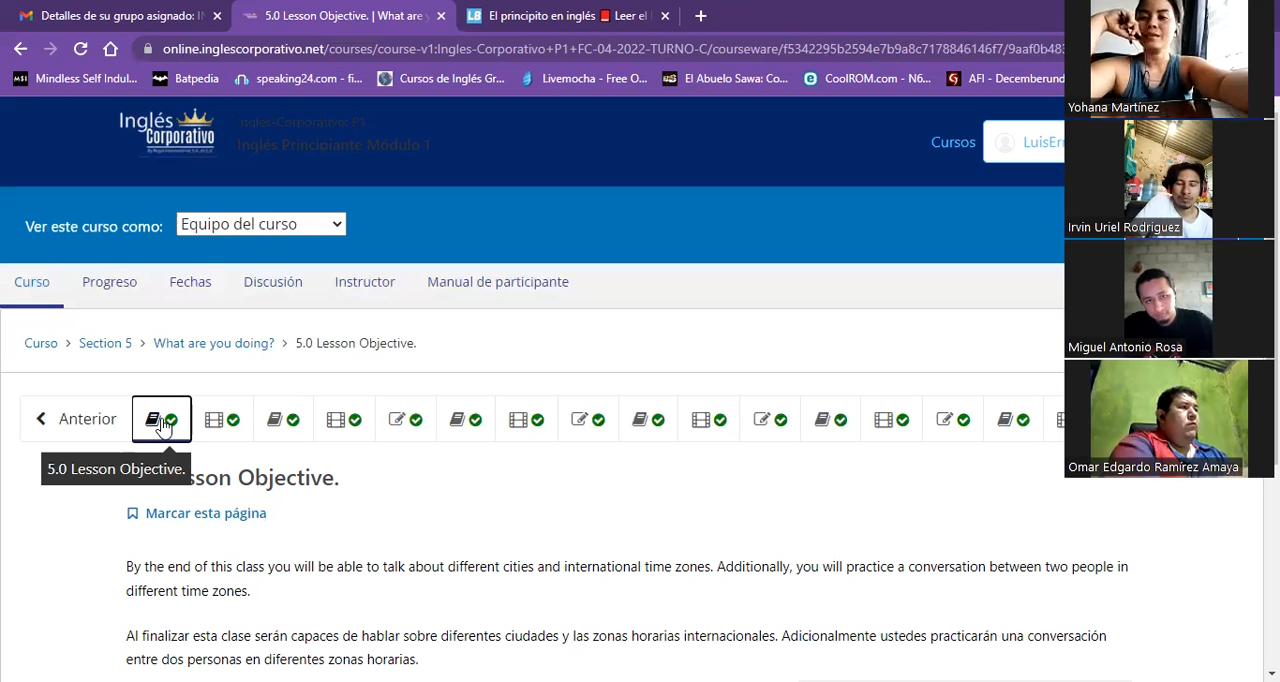 Detalles de su grupo asignado: I
5.0 Lesson Objective. | What are y
El principito en inglés Leer el l
online.inglescorporativo.net/courses/course-v1:Ingles-Corporativo+P1+FC-04-2022-TURNO-C/courseware/f5342295b2594e7b9a8c7178846146f7/9aaf0b483
Mindless Self Indul...
Batpedia
speaking24.com - fi...
Cursos de Inglés Gr...
Livemocha - Free O...
El Abuelo Sawa: Co...
CoolROM.com - N6...
AFI - Decemberund
Inglés
Corporativo
Ingles-Corporativo: P1
Inglés Principiante Módulo 1
Cursos
LuisErn
Ver este curso como:
Equipo del curso
Curso
Progreso
Fechas
Discusión
Instructor
Manual de participante
Curso > Section 5 > What are you doing? > 5.0 Lesson Objective.
Anterior
5.0 Lesson Objective.
sson Objective.
Marcar esta página
By the end of this class you will be able to talk about different cities and international time zones. Additionally, you will practice a conversation between two people in
different time zones.
Al finalizar esta clase serán capaces de hablar sobre diferentes ciudades y las zonas horarias internacionales. Adicionalmente ustedes practicarán una conversación
entre dos personas en diferentes zonas horarias.
Yohana Martínez
Irvin Uriel Rodriguez
Miguel Antonio Rosa
Omar Edgardo Ramírez Amaya